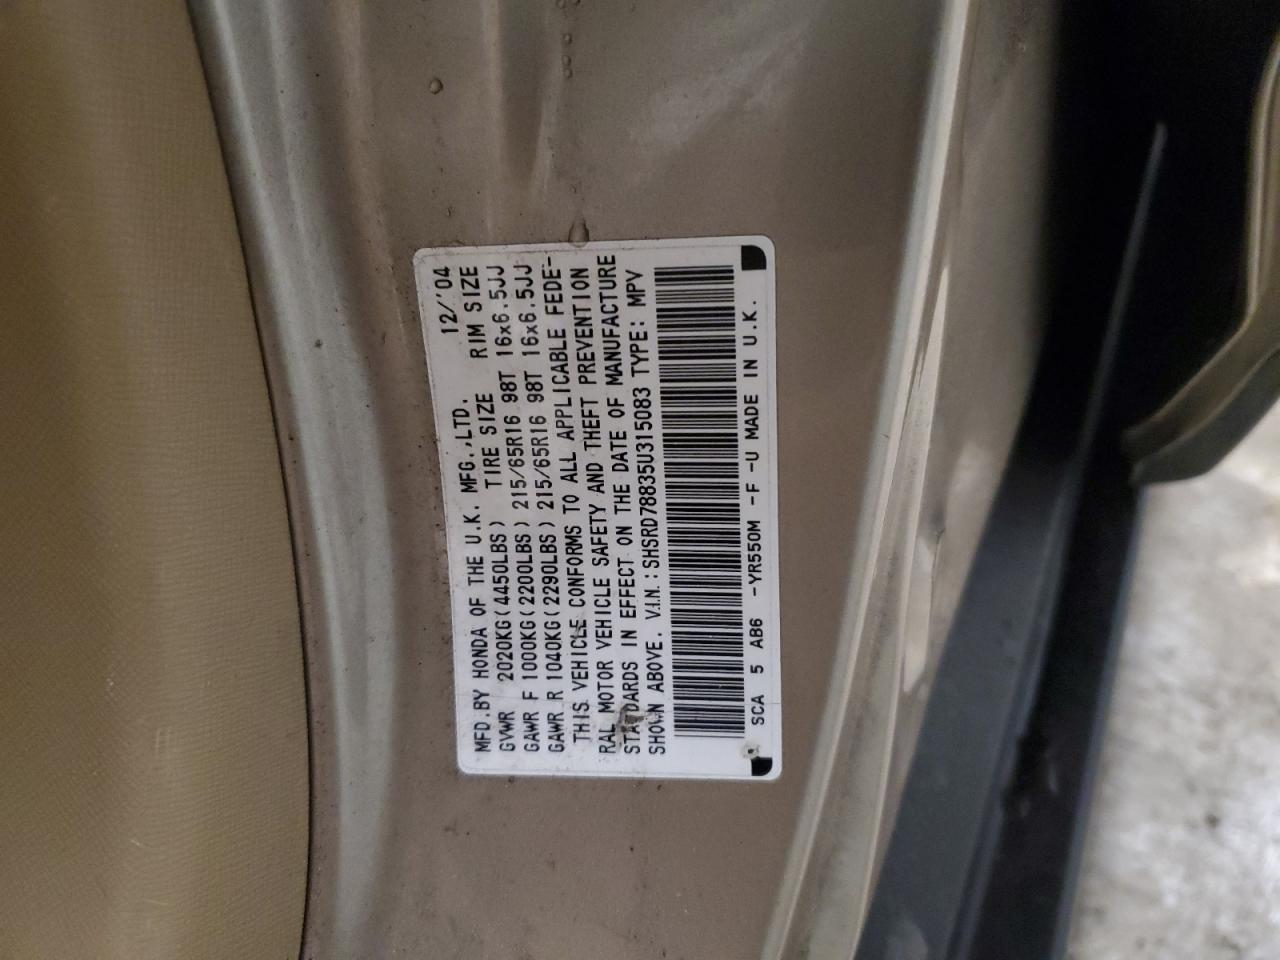 MFD.BY HONDA OF THE U.K. MFG.,LTD. 12/'04
GVWR 2020KG(4450LBS) TIRE SIZE RIM SIZE
GAWR F 1000KG(2200LBS) 215/65R16 98T 16x6.5JJ
GAWR R 1040KG(2290LBS) 215/65R16 98T 16x6.5JJ
THIS VEHICLE CONFORMS TO ALL APPLICABLE FEDE-
RAL MOTOR VEHICLE SAFETY AND THEFT PREVENTION
STANDARDS IN EFFECT ON THE DATE OF MANUFACTURE
SHOWN ABOVE. V.I.N.:SHSRD78835U315083 TYPE: MPV
SCA 5 AB6 -YR550M -F -U MADE IN U.K.